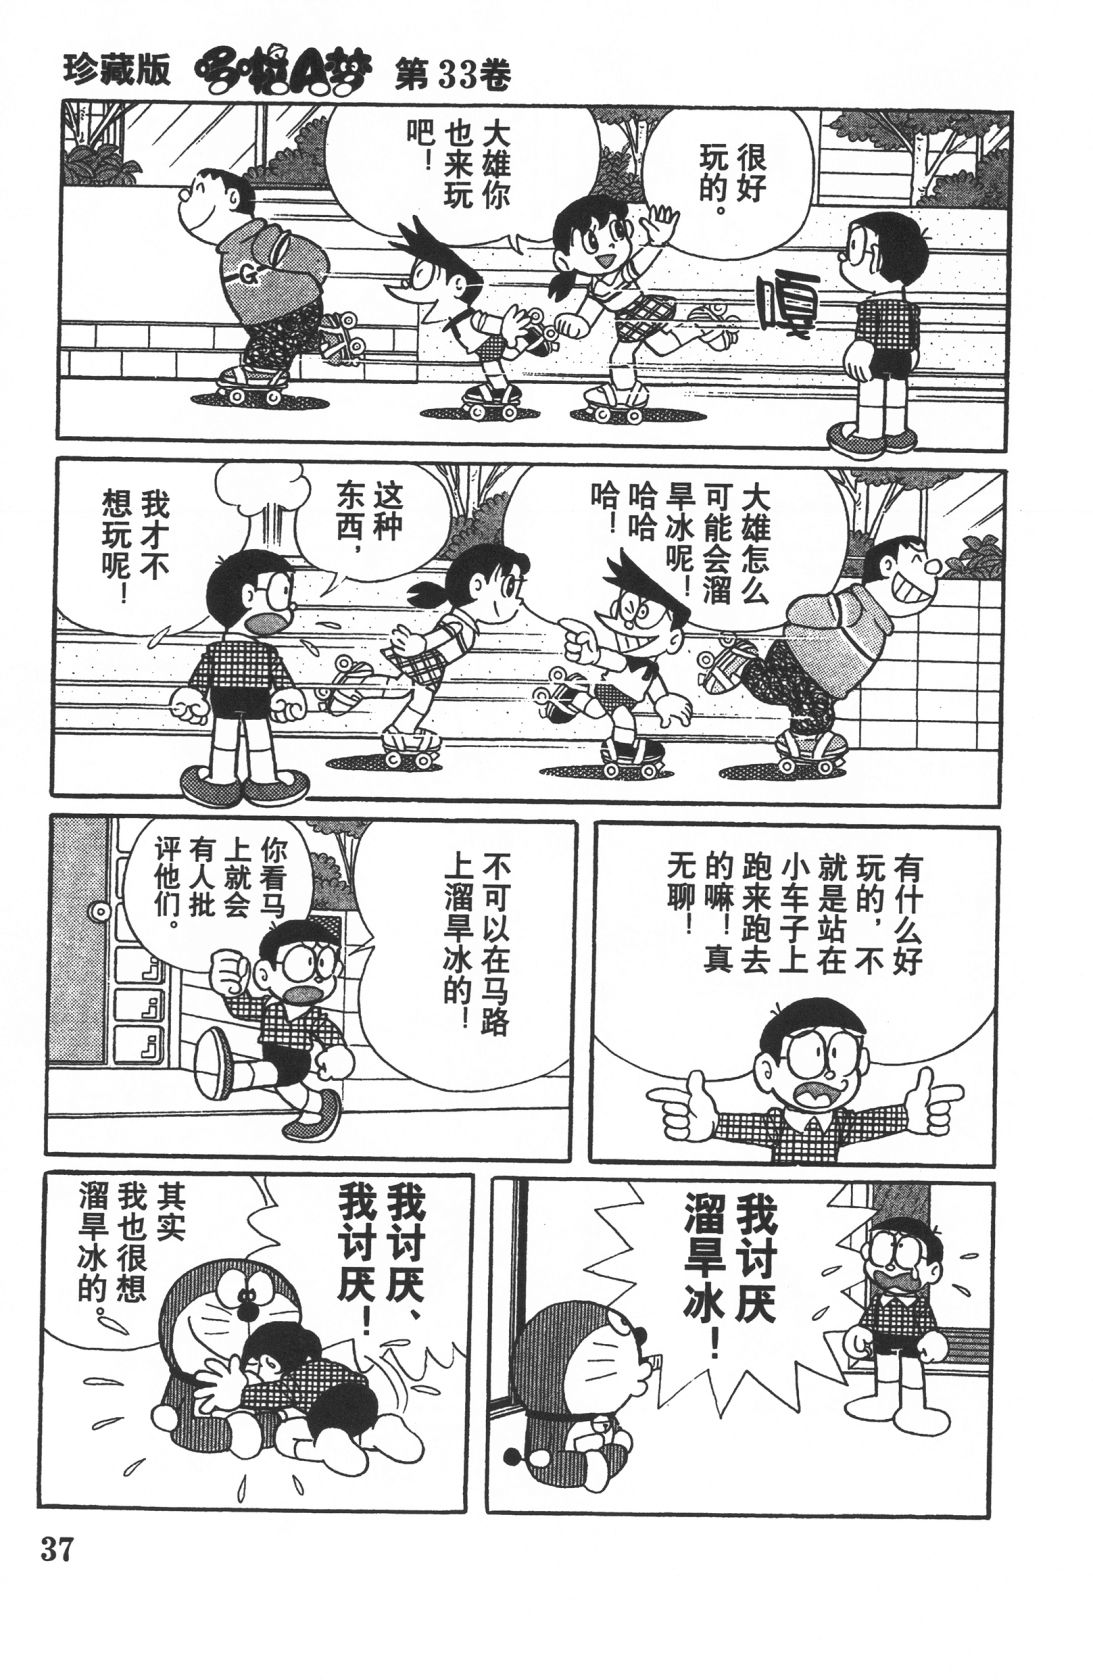 珍藏版 哆啦A梦 第33卷
很好
玩的。
大雄你
也来玩
吧！
嘎
大雄怎么
可能会溜
旱冰呢！
哈哈
哈！
这种
东西，
我才不
想玩呢！
有什么好
玩的，不
就是站在
小车子上
跑来跑去
的嘛！真
无聊！
不可以在马路
上溜旱冰的！
你看马
上就会
有人批
评他们。
我讨厌
溜旱冰！
我讨厌、
我讨厌！
其实
我也很想
溜旱冰的。
37